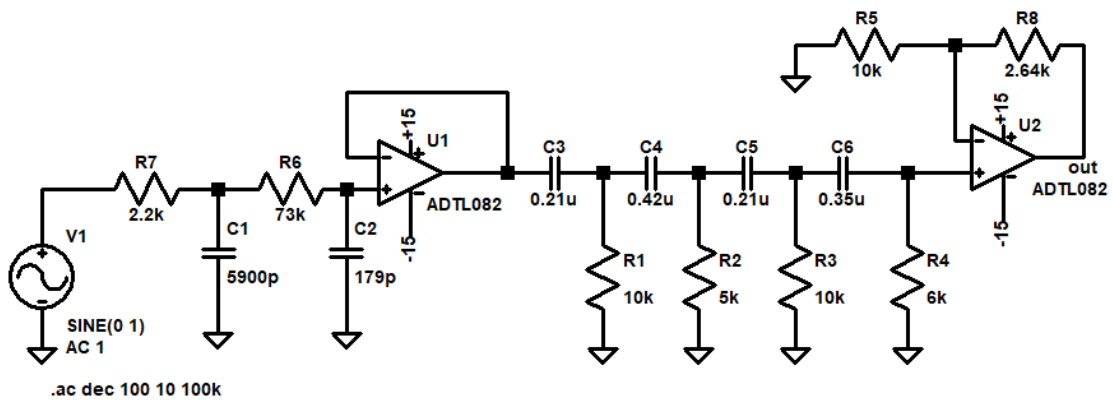 R5
10k
R8
2.64k
+15
U2
out
ADTL082
-15
+15
U1
ADTL082
-15
R7
2.2k
R6
73k
C1
5900p
C2
179p
C3
0.21u
C4
0.42u
C5
0.21u
C6
0.35u
R1
10k
R2
5k
R3
10k
R4
6k
V1
SINE(0 1)
AC 1
.ac dec 100 10 100k